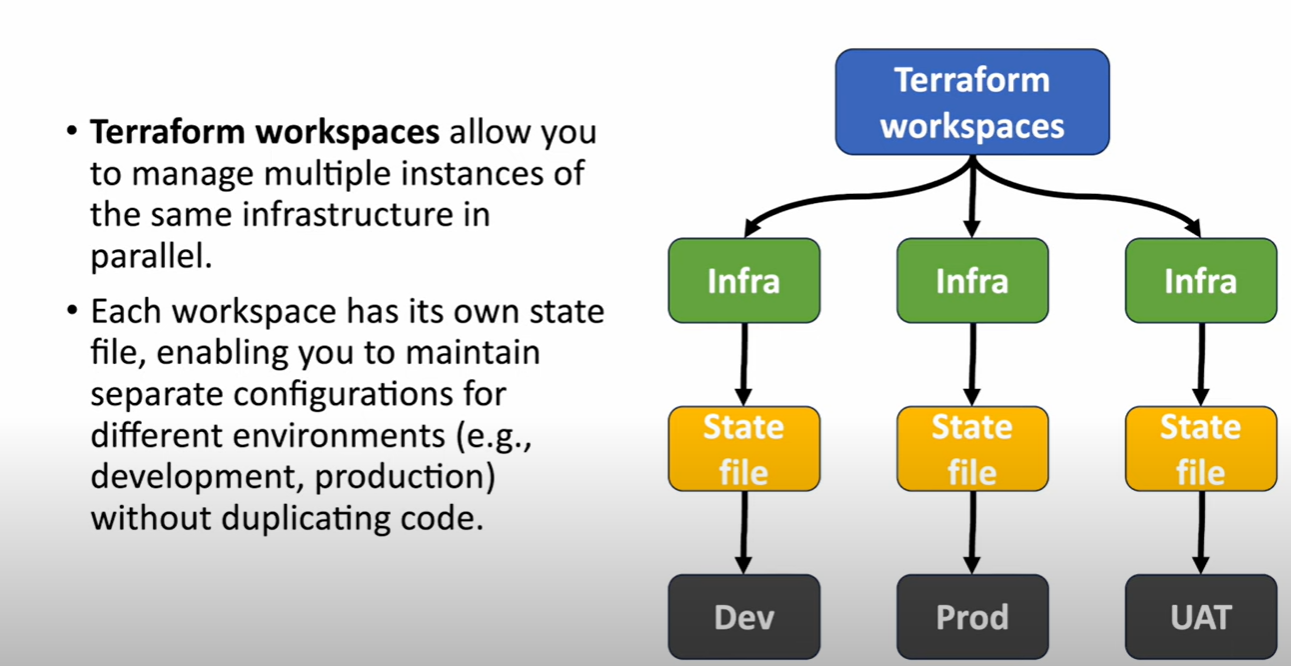 • Terraform workspaces allow you
to manage multiple instances of
the same infrastructure in
parallel.
• Each workspace has its own state
file, enabling you to maintain
separate configurations for
different environments (e.g.,
development, production)
without duplicating code.
Terraform
workspaces
Infra
Infra
Infra
State
file
State
file
State
file
Dev
Prod
UAT